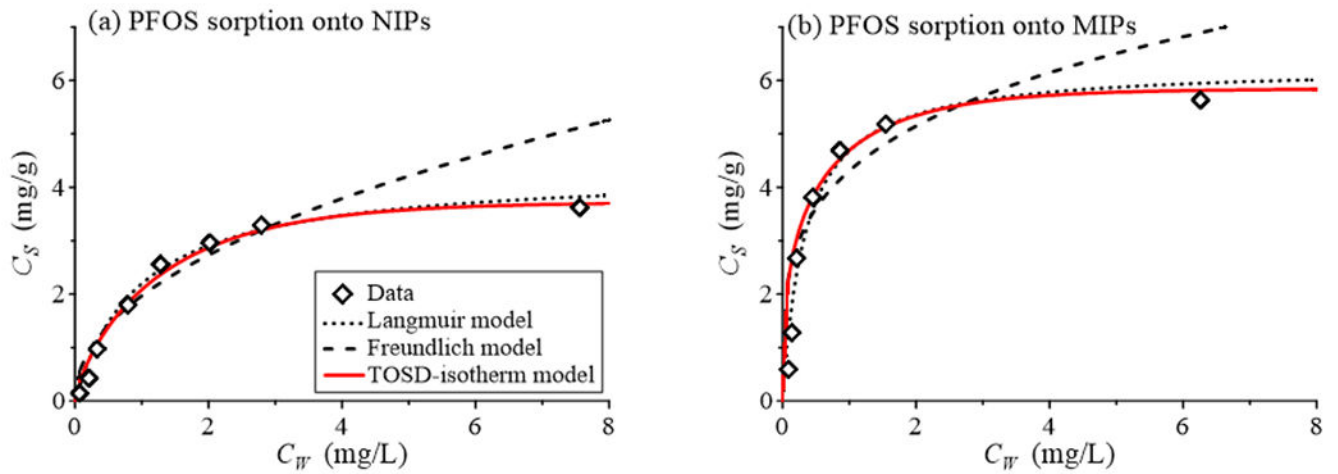 (a) PFOS sorption onto NIPs
6
4
2
0
C_S (mg/g)
0 2 4 6 8
C_W (mg/L)
Data
Langmuir model
Freundlich model
TOSD-isotherm model
(b) PFOS sorption onto MIPs
6
4
2
0
C_S (mg/g)
0 2 4 6 8
C_W (mg/L)